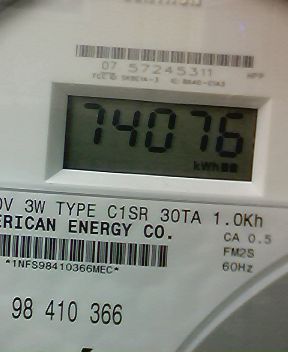 07 57245311 HPP
74076
kWh
0V 3W TYPE C1SR 30TA 1.0Kh
ERICAN ENERGY CO.
CA 0.5
FM2S
60Hz
*1NFS98410366MEC*
98 410 366